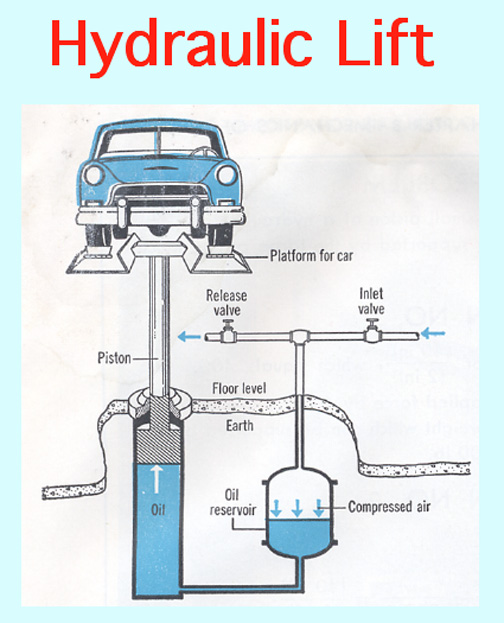 Hydraulic Lift
Platform for car
Release
valve
Inlet
valve
Piston
Floor level
Earth
Oil
Oil
reservoir
Compressed air